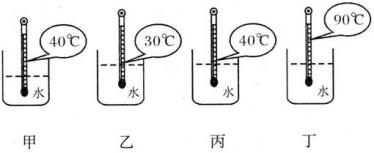 40℃ 30℃ 40℃ 90℃
水 水 水 水
甲 乙 丙 丁